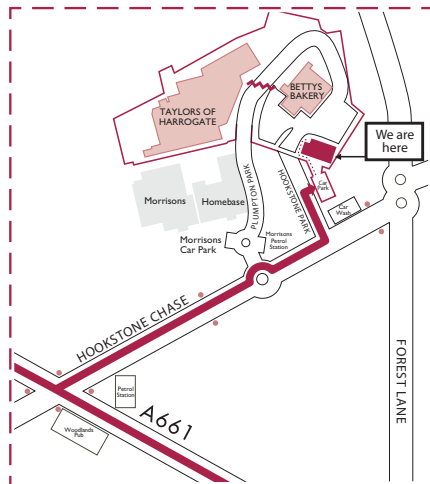 BETTYS
BAKERY
TAYLORS OF
HARROGATE
We are
here
Car
Park
Morrisons
Homebase
PLUMPTON PARK
HOOKSTONE PARK
Car
Wash
Morrisons
Car Park
Morrisons
Petrol
Station
HOOKSTONE CHASE
FOREST LANE
Petrol
Station
A661
Woodlands
Pub